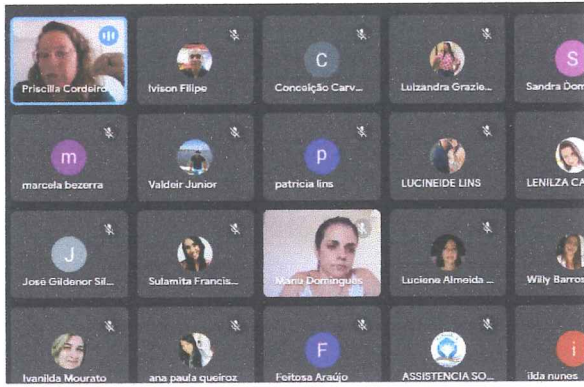 Priscilla Cordeiro
Ivison Filipe
C
Conceição Carv...
Luizandra Grazie...
S
Sandra Dom
m
marcela bezerra
Valdeir Junior
p
patricia lins
LUCINEIDE LINS
LENILZA CA
J
José Gildenor Sil...
Sulamita Francis...
Manu Domingues
Luciene Almeida ...
Willy Barros
Ivanilda Mourato
ana paula queiroz
F
Feitosa Araújo
ASSISTENCIA SO...
i
ilda nunes